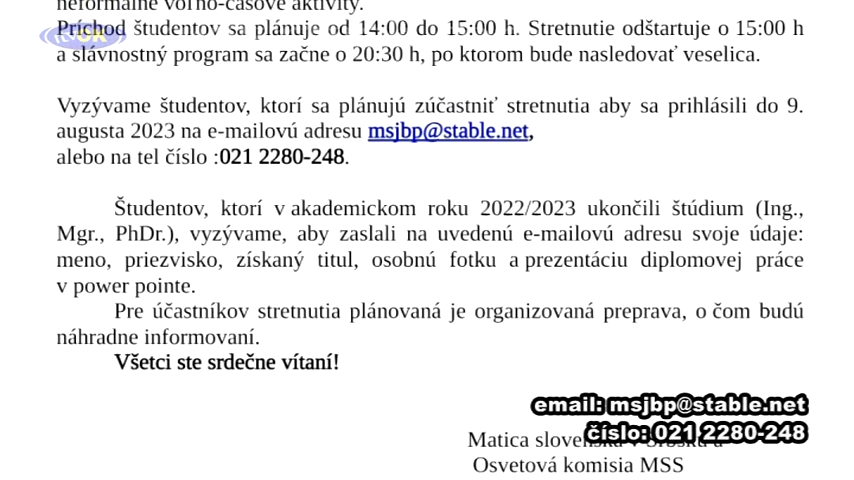 neformálne voľno-časové aktivity.
Príchod študentov sa plánuje od 14:00 do 15:00 h. Stretnutie odštartuje o 15:00 h
a slávnostný program sa začne o 20:30 h, po ktorom bude nasledovať veselica.
Vyzývame študentov, ktorí sa plánujú zúčastniť stretnutia aby sa prihlásili do 9.
augusta 2023 na e-mailovú adresu msjbp@stable.net,
alebo na tel číslo :021 2280-248.
Študentov, ktorí v akademickom roku 2022/2023 ukončili štúdium (Ing.,
Mgr., PhDr.), vyzývame, aby zaslali na uvedenú e-mailovú adresu svoje údaje:
meno, priezvisko, získaný titul, osobnú fotku a prezentáciu diplomovej práce
v power pointe.
Pre účastníkov stretnutia plánovaná je organizovaná preprava, o čom budú
náhradne informovaní.
Všetci ste srdečne vítaní!
email: msjbp@stable.net
číslo: 021 2280-248
Matica slovenská v Srbsku a
Osvetová komisia MSS